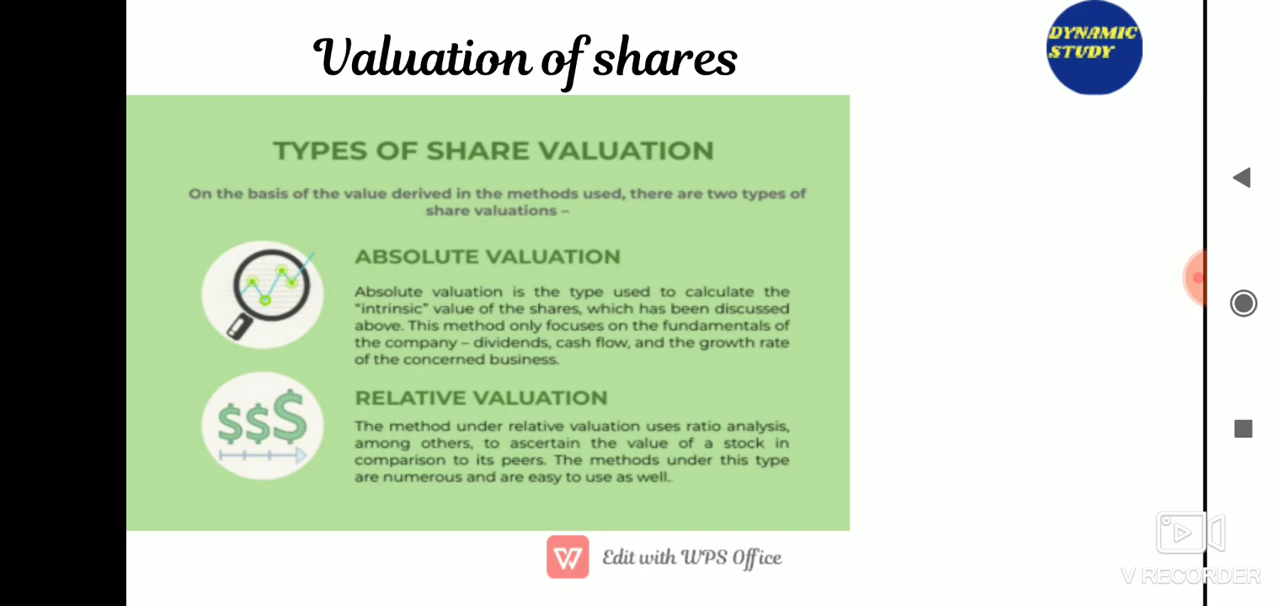 Valuation of shares
DYNAMIC
STUDY
TYPES OF SHARE VALUATION
On the basis of the value derived in the methods used, there are two types of
share valuations –
ABSOLUTE VALUATION
Absolute valuation is the type used to calculate the
“intrinsic” value of the shares, which has been discussed
above. This method only focuses on the fundamentals of
the company – dividends, cash flow, and the growth rate
of the concerned business.
$$$
RELATIVE VALUATION
The method under relative valuation uses ratio analysis,
among others, to ascertain the value of a stock in
comparison to its peers. The methods under this type
are numerous and are easy to use as well..
W
Edit with WPS Office
V RECORDER